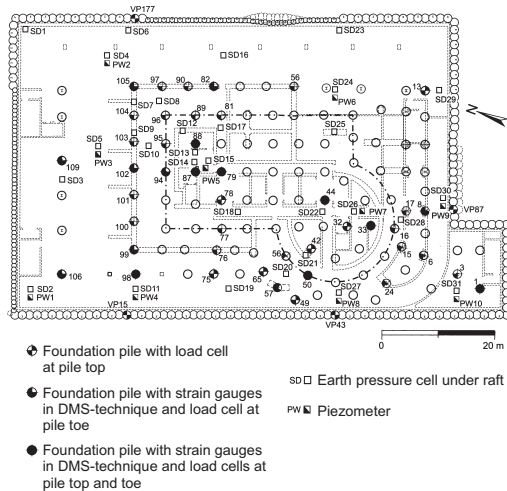 VP177
SD1
SD6
SD23
SD4
PW2
SD16
105
97
90
82
56
SD24
PW6
13
SD29
SD7
SD8
104
96
89
81
SD12
SD17
SD25
SD9
103
95
88
SD5
PW3
SD10
SD13
SD14
SD15
109
SD3
102
94
87
PW5
79
78
44
101
SD18
SD22
SD26
PW7
17
8
SD30
PW9
VP87
100
32
33
SD28
77
16
99
76
42
15
56
SD21
6
106
98
75
65
SD20
50
24
3
1
SD2
PW1
SD11
PW4
SD19
57
49
SD27
PW8
SD31
PW10
VP15
VP43
0 20 m
Foundation pile with load cell
at pile top
Foundation pile with strain gauges
in DMS-technique and load cell at
pile toe
Foundation pile with strain gauges
in DMS-technique and load cells at
pile top and toe
SD Earth pressure cell under raft
PW Piezometer